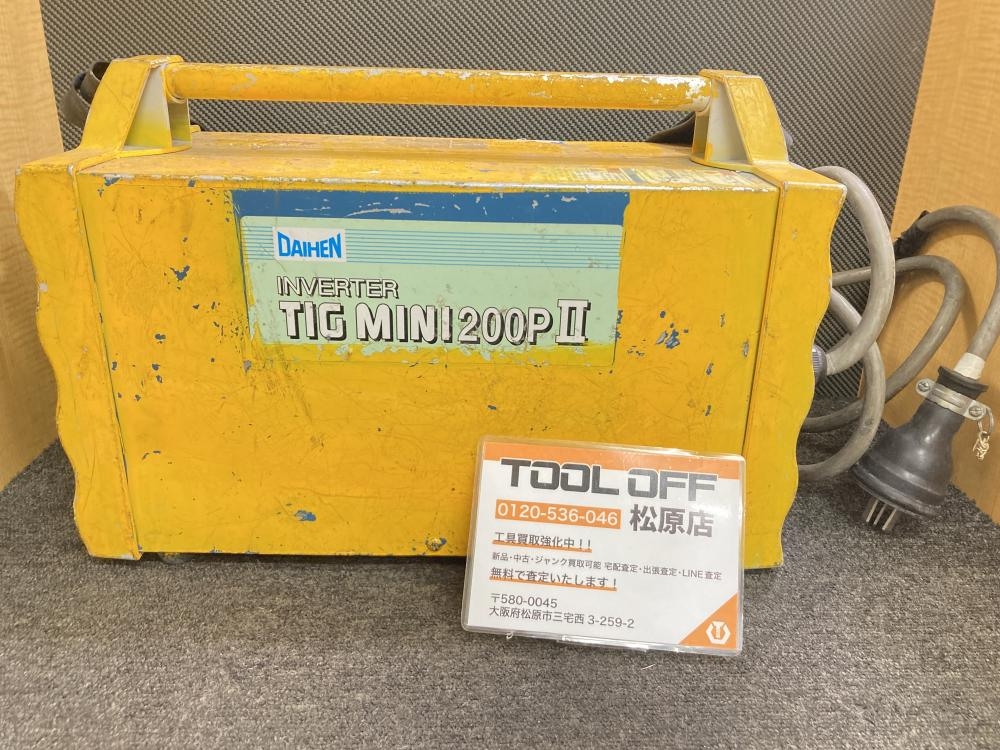 DAIHEN
INVERTER
TIG MINI 200P II
TOOL OFF
0120-536-046 松原店
工具買取強化中！！
新品・中古・ジャンク買取可能 宅配査定・出張査定・LINE査定
無料で査定いたします！
〒580-0045
大阪府松原市三宅西 3-259-2